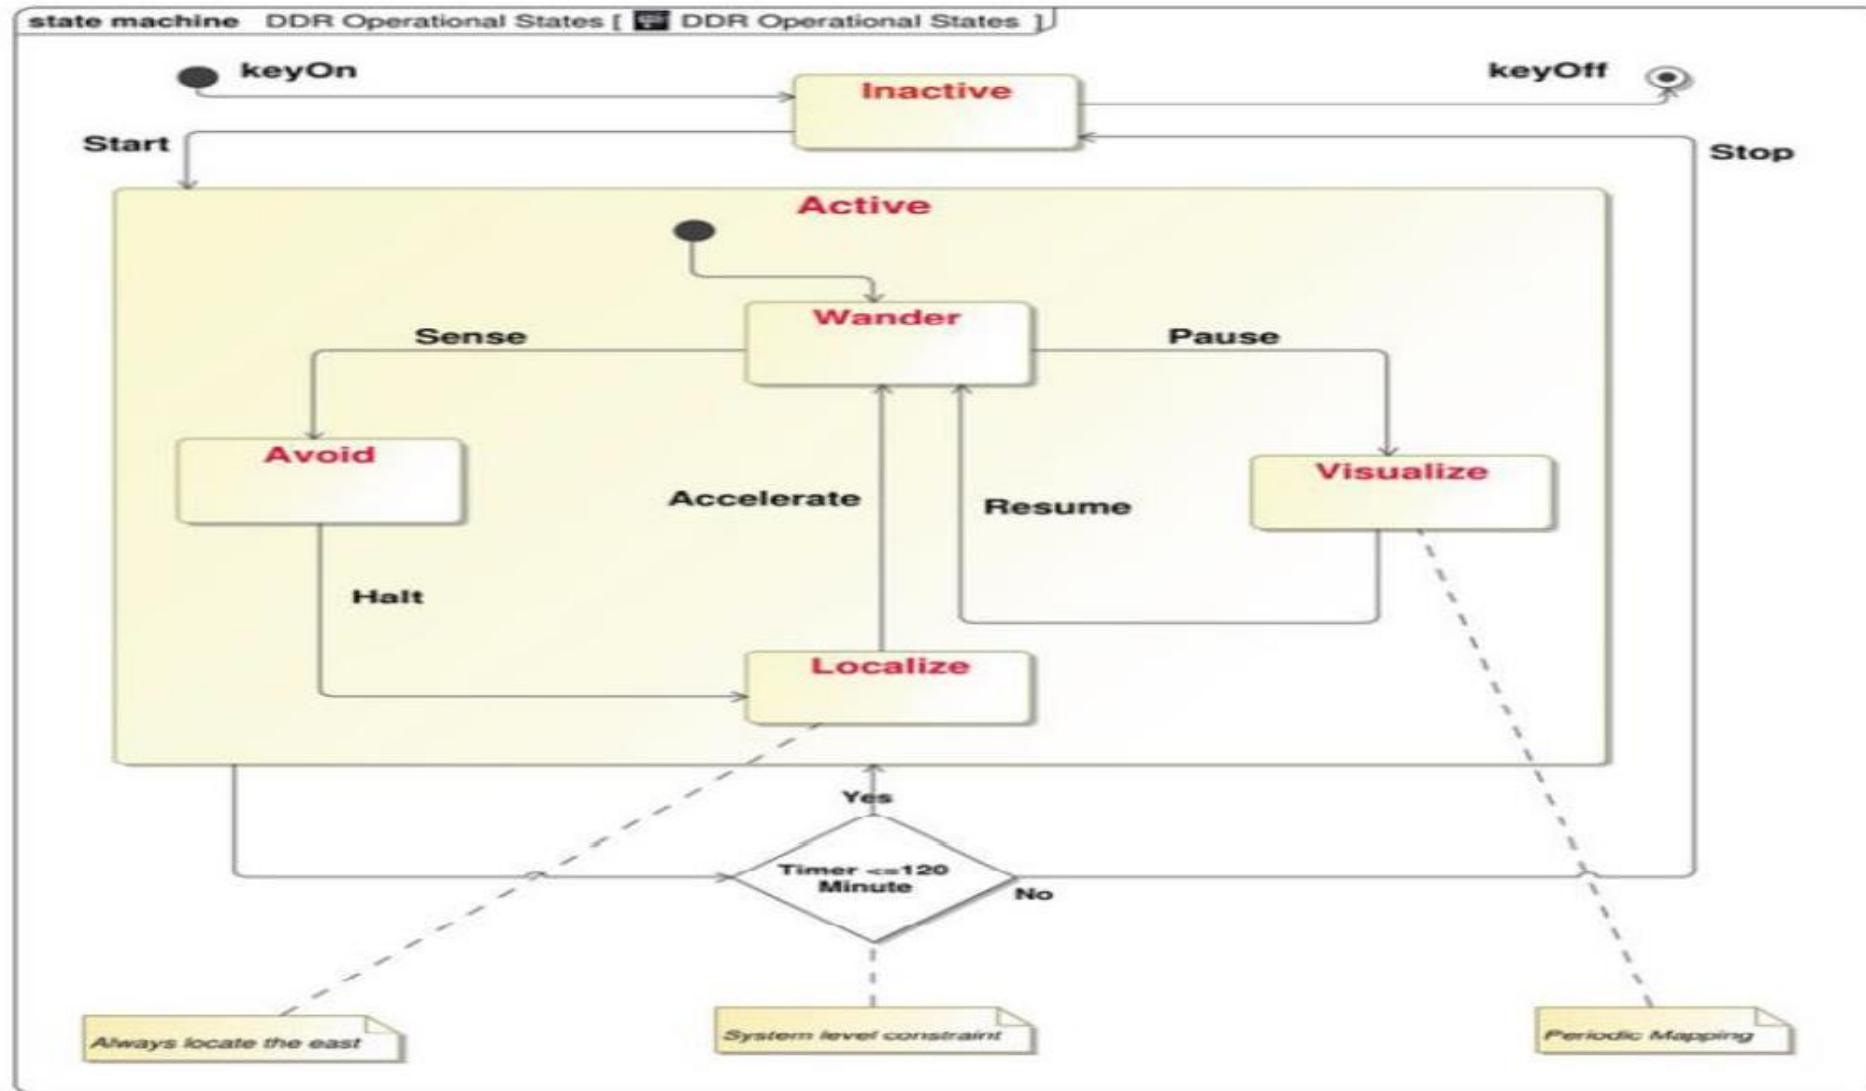 state machine DDR Operational States [ DDR Operational States ]
keyOn
Inactive
keyOff
Start
Stop
Active
Wander
Sense
Pause
Avoid
Visualize
Accelerate
Resume
Halt
Localize
Yes
Timer <=120
Minute
No
Always locate the east
System level constraint
Periodic Mapping